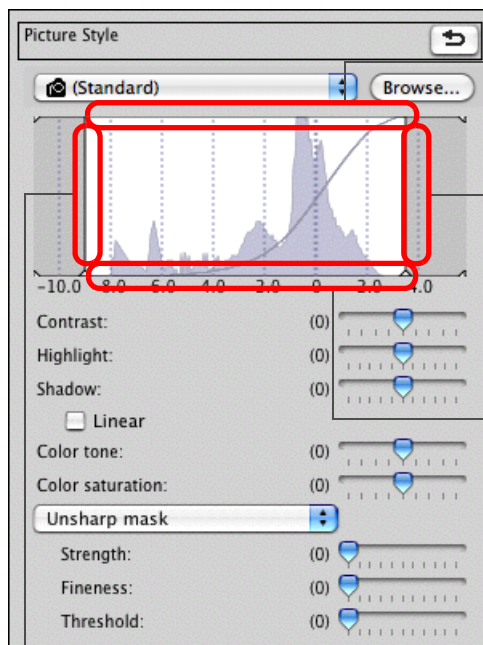 Picture Style
(Standard)
Browse...
-10.0 -8.0 -6.0 -4.0 -2.0 0.0 2.0 4.0
Contrast: (0)
Highlight: (0)
Shadow: (0)
Linear
Color tone: (0)
Color saturation: (0)
Unsharp mask
Strength: (0)
Fineness: (0)
Threshold: (0)